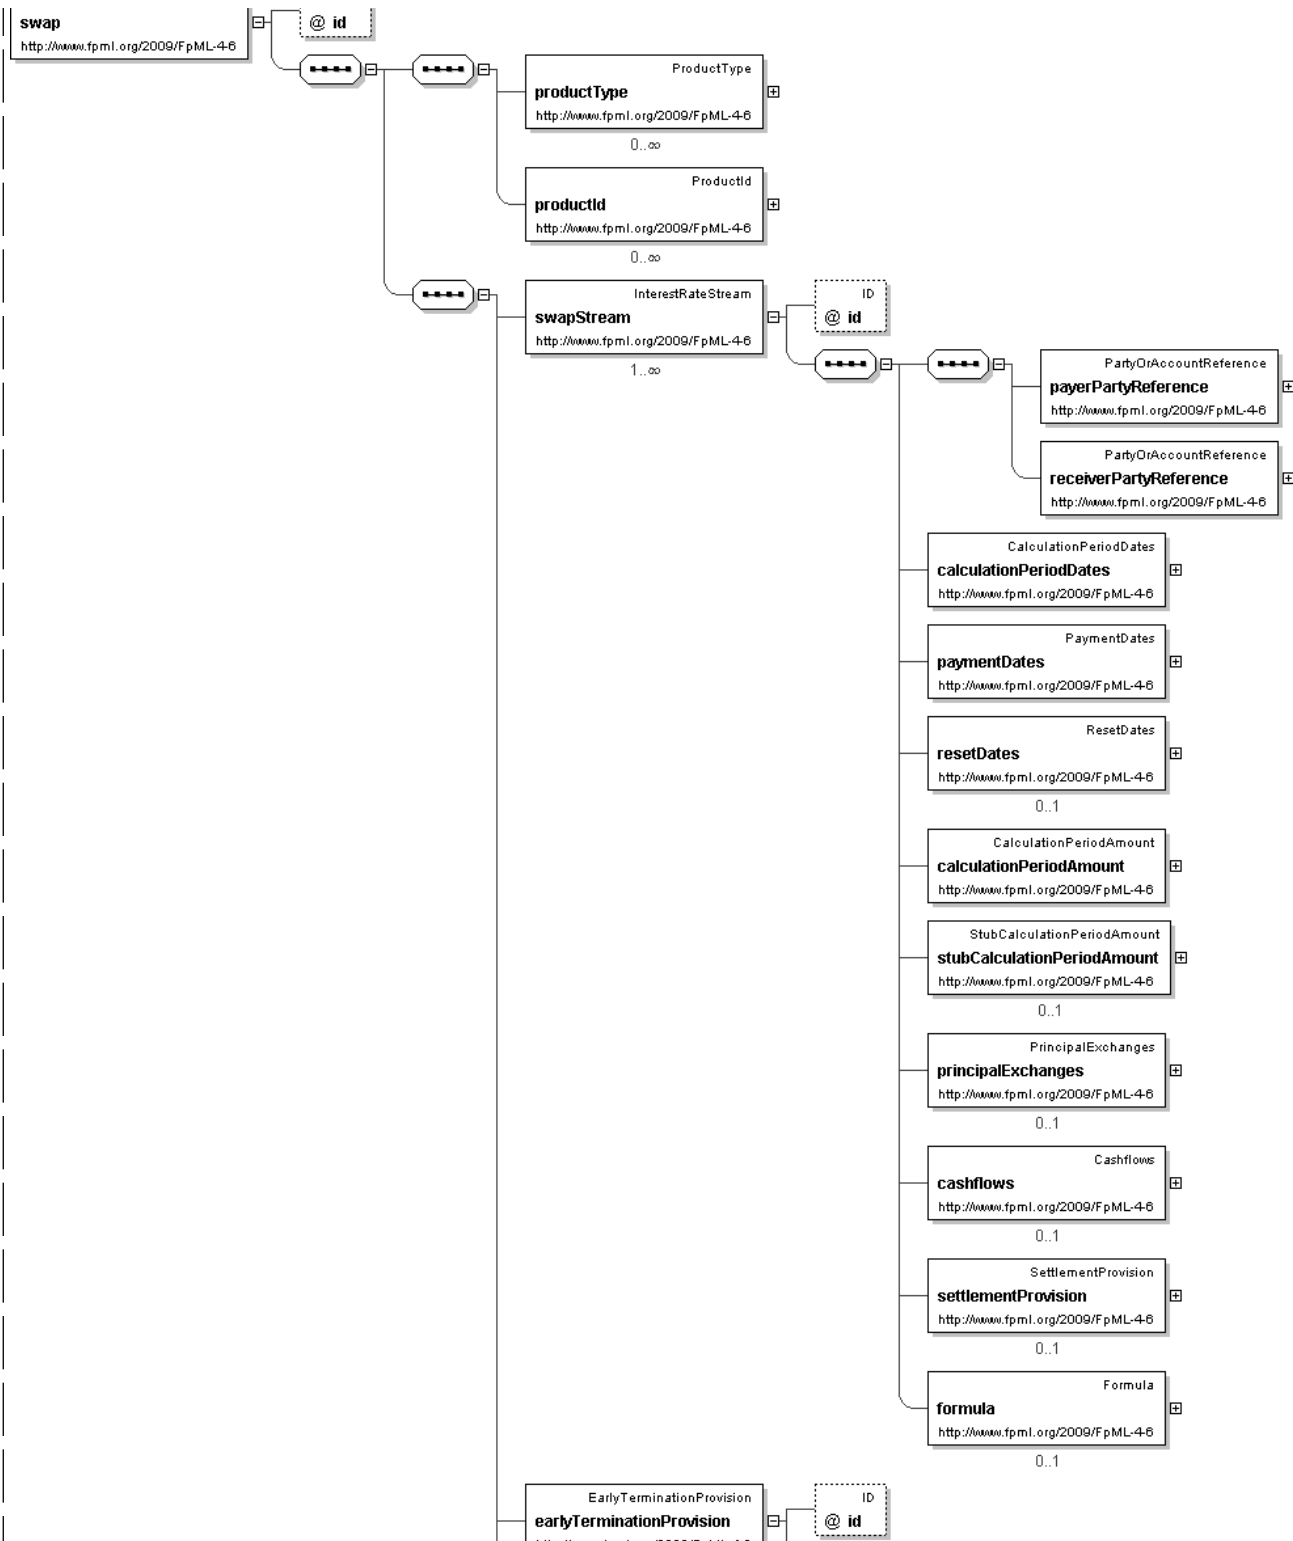 swap
http://www.fpml.org/2009/FpML-4-6
@ id
ProductType
productType
http://www.fpml.org/2009/FpML-4-6
0..∞
ProductId
productId
http://www.fpml.org/2009/FpML-4-6
0..∞
InterestRateStream
swapStream
http://www.fpml.org/2009/FpML-4-6
1..∞
ID
@ id
PartyOrAccountReference
payerPartyReference
http://www.fpml.org/2009/FpML-4-6
PartyOrAccountReference
receiverPartyReference
http://www.fpml.org/2009/FpML-4-6
CalculationPeriodDates
calculationPeriodDates
http://www.fpml.org/2009/FpML-4-6
PaymentDates
paymentDates
http://www.fpml.org/2009/FpML-4-6
ResetDates
resetDates
http://www.fpml.org/2009/FpML-4-6
0..1
CalculationPeriodAmount
calculationPeriodAmount
http://www.fpml.org/2009/FpML-4-6
StubCalculationPeriodAmount
stubCalculationPeriodAmount
http://www.fpml.org/2009/FpML-4-6
0..1
PrincipalExchanges
principalExchanges
http://www.fpml.org/2009/FpML-4-6
0..1
Cashflows
cashflows
http://www.fpml.org/2009/FpML-4-6
0..1
SettlementProvision
settlementProvision
http://www.fpml.org/2009/FpML-4-6
0..1
Formula
formula
http://www.fpml.org/2009/FpML-4-6
0..1
EarlyTerminationProvision
earlyTerminationProvision
ID
@ id